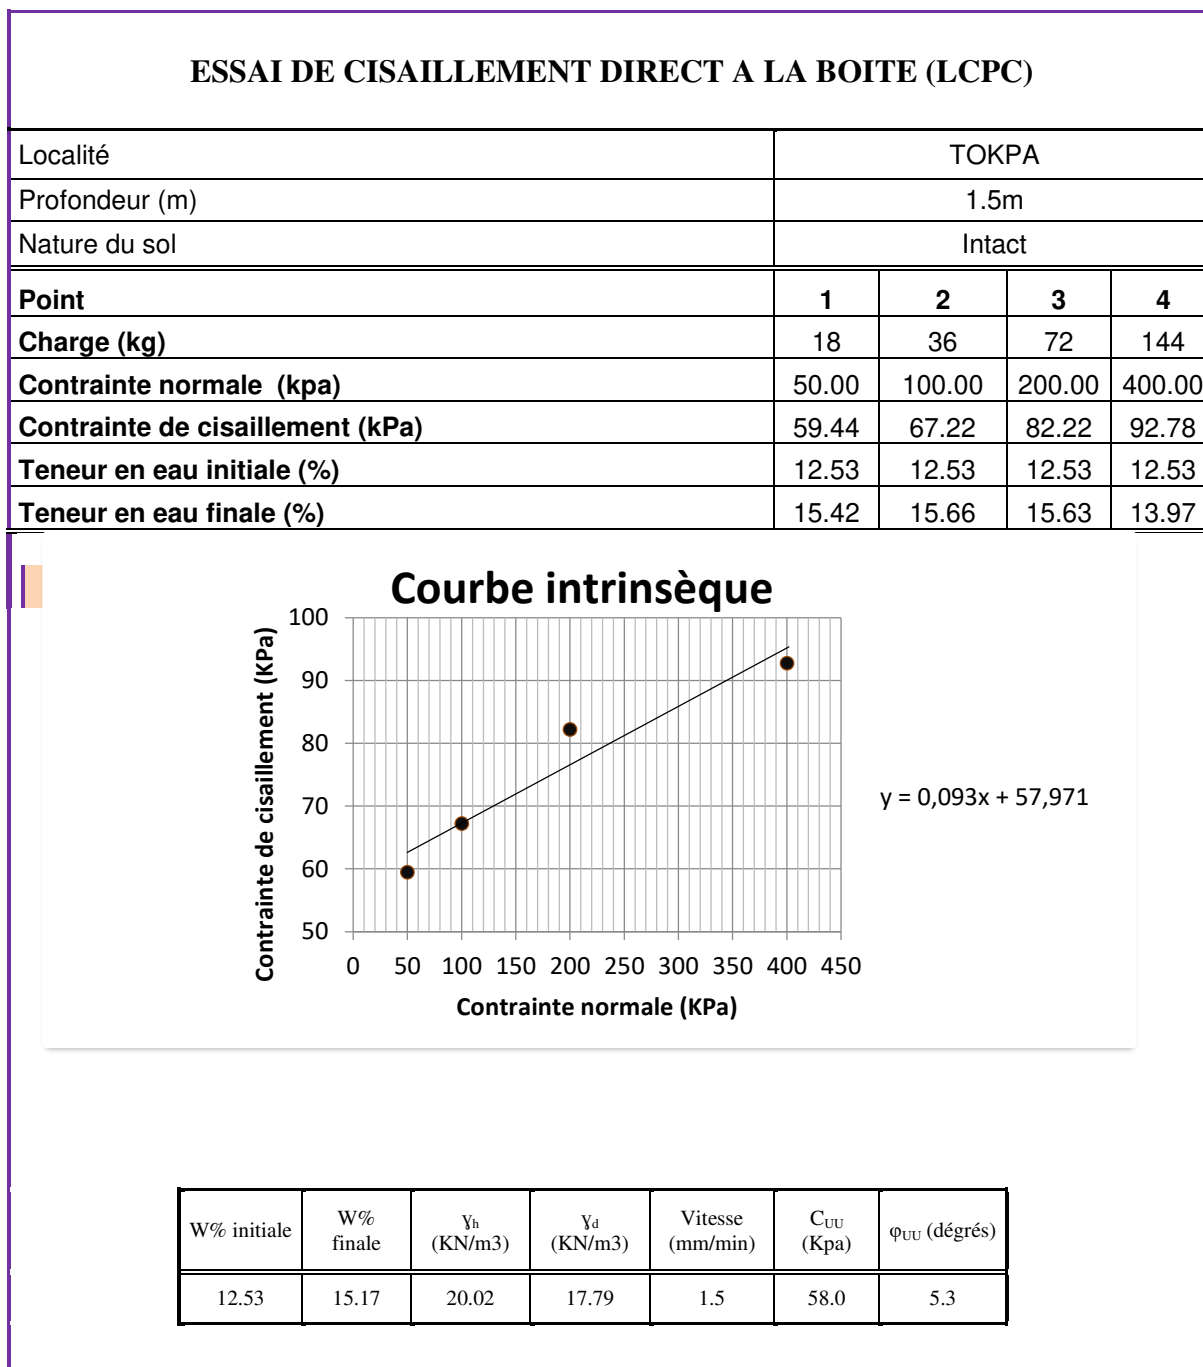 ESSAI DE CISAILLEMENT DIRECT A LA BOITE (LCPC)
Localité TOKPA
Profondeur (m) 1.5m
Nature du sol Intact
Point 1 2 3 4
Charge (kg) 18 36 72 144
Contrainte normale (kpa) 50.00 100.00 200.00 400.00
Contrainte de cisaillement (kPa) 59.44 67.22 82.22 92.78
Teneur en eau initiale (%) 12.53 12.53 12.53 12.53
Teneur en eau finale (%) 15.42 15.66 15.63 13.97
Courbe intrinsèque
Contrainte de cisaillement (KPa)
100
90
80
70
60
50
0 50 100 150 200 250 300 350 400 450
Contrainte normale (KPa)
y = 0,093x + 57,971
W% initiale W% finale Ɣh (KN/m3) Ɣd (KN/m3) Vitesse (mm/min) CUU (Kpa) φUU (dégrés)
12.53 15.17 20.02 17.79 1.5 58.0 5.3